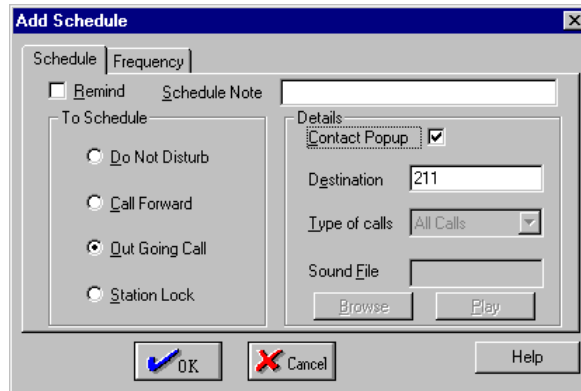 Add Schedule
Schedule Frequency
Remind Schedule Note
To Schedule
Do Not Disturb
Call Forward
Out Going Call
Station Lock
Details
Contact Popup
Destination 211
Type of calls All Calls
Sound File
Browse Play
OK Cancel Help